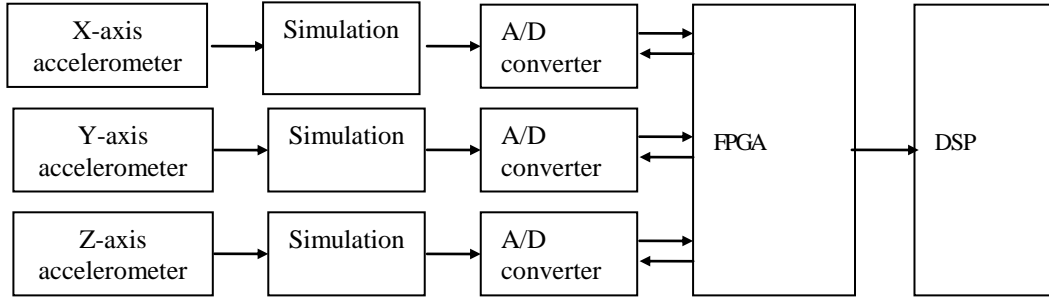 X-axis
accelerometer
Simulation
A/D
converter
Y-axis
accelerometer
Simulation
A/D
converter
FPGA
DSP
Z-axis
accelerometer
Simulation
A/D
converter